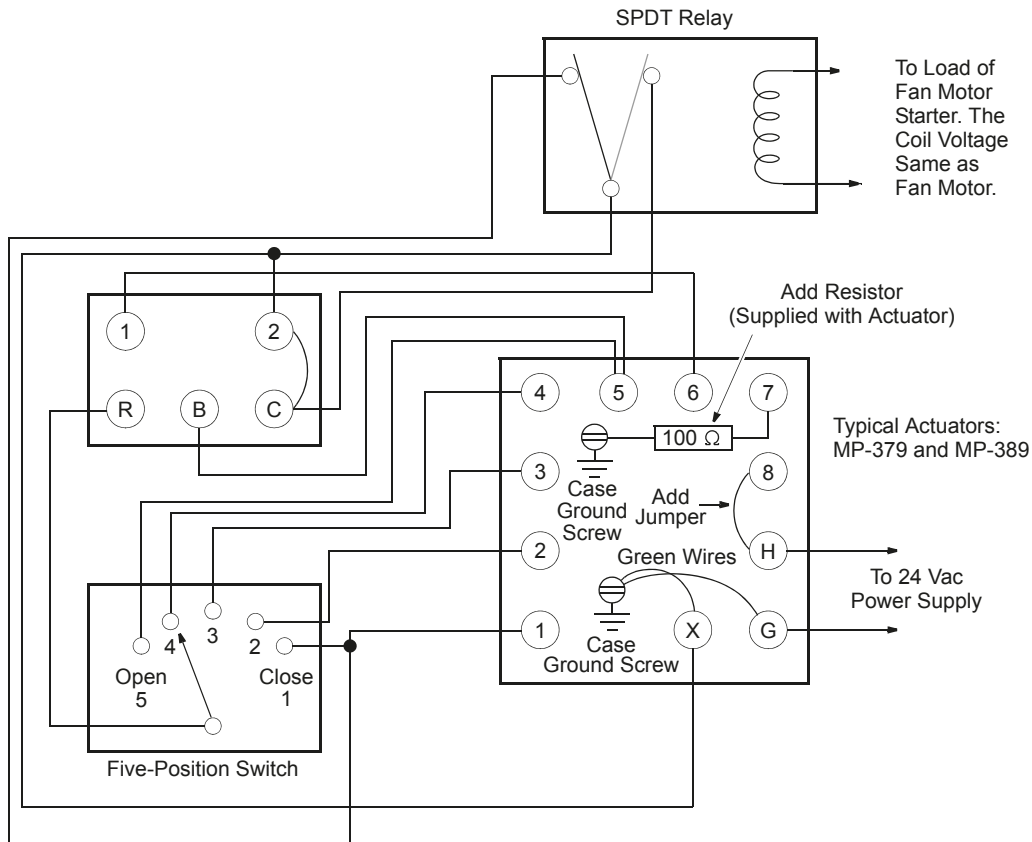 SPDT Relay
To Load of
Fan Motor
Starter. The
Coil Voltage
Same as
Fan Motor.
1
2
R
B
C
Add Resistor
(Supplied with Actuator)
4
5
6
7
100 Ω
Typical Actuators:
MP-379 and MP-389
3
Case
Ground
Screw
Add
Jumper
8
2
Green Wires
H
To 24 Vac
Power Supply
1
Case
Ground Screw
X
G
4
3
2
Open
5
Close
1
Five-Position Switch